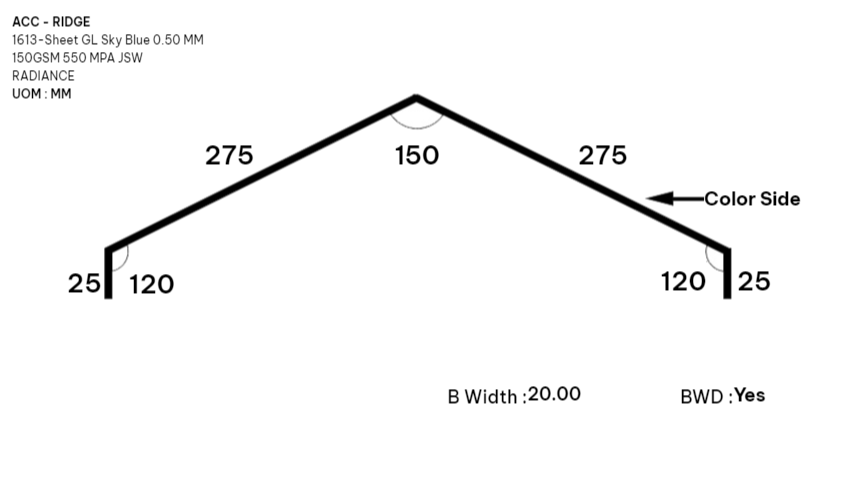 ACC - RIDGE
1613-Sheet GL Sky Blue 0.50 MM
150GSM 550 MPA JSW
RADIANCE
UOM : MM
275
150
275
Color Side
25
120
120
25
B Width :20.00
BWD :Yes